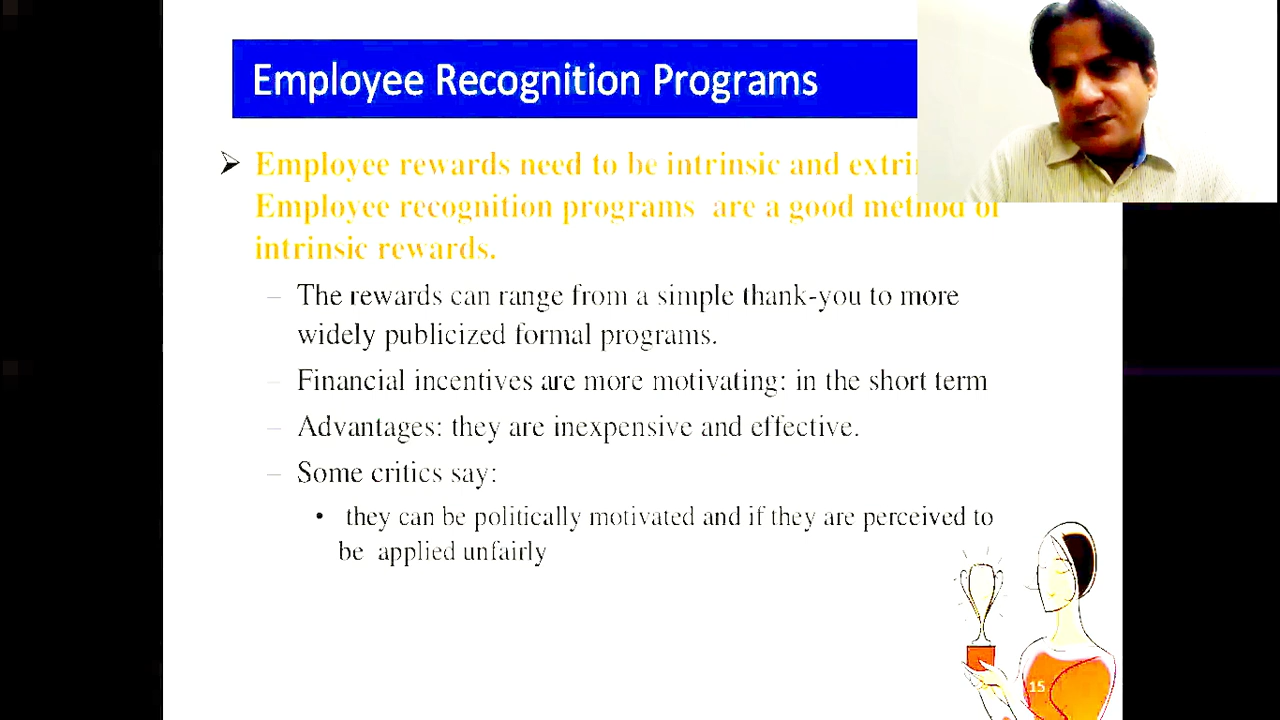 Employee Recognition Programs
➢ Employee rewards need to be intrinsic and
Employee recognition programs are a good method of
intrinsic rewards.
– The rewards can range from a simple thank-you to more
widely publicized formal programs.
– Financial incentives are more motivating: in the short term
– Advantages: they are inexpensive and effective.
– Some critics say:
• they can be politically motivated and if they are perceived to
be applied unfairly
15